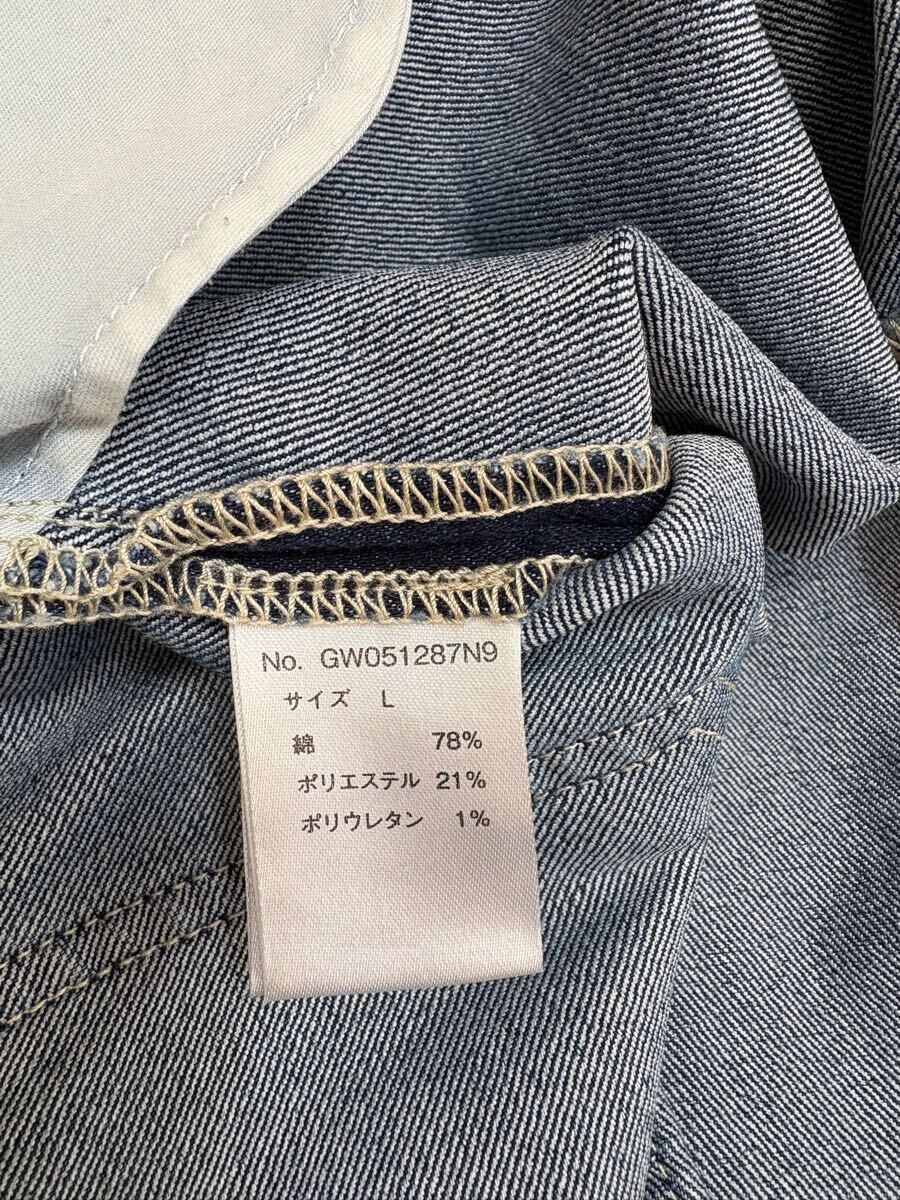 No. GW051287N9
サイズ L
綿 78%
ポリエステル 21%
ポリウレタン 1%